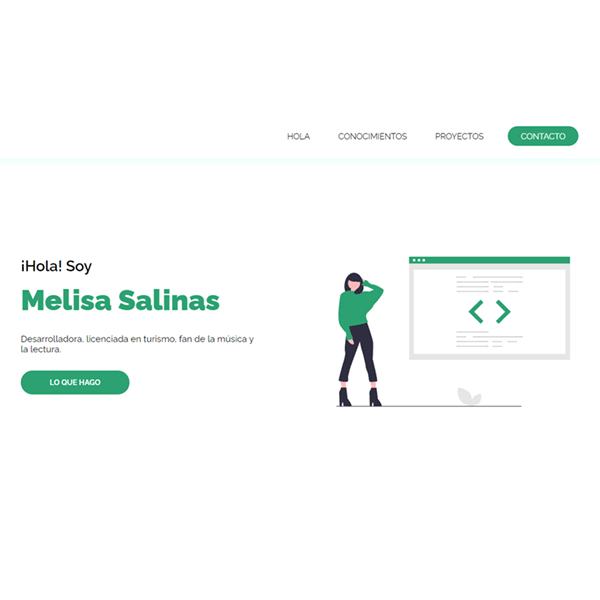 HOLA CONOCIMIENTOS PROYECTOS CONTACTO
¡Hola! Soy
Melisa Salinas
Desarrolladora, licenciada en turismo, fan de la música y
la lectura.
LO QUE HAGO